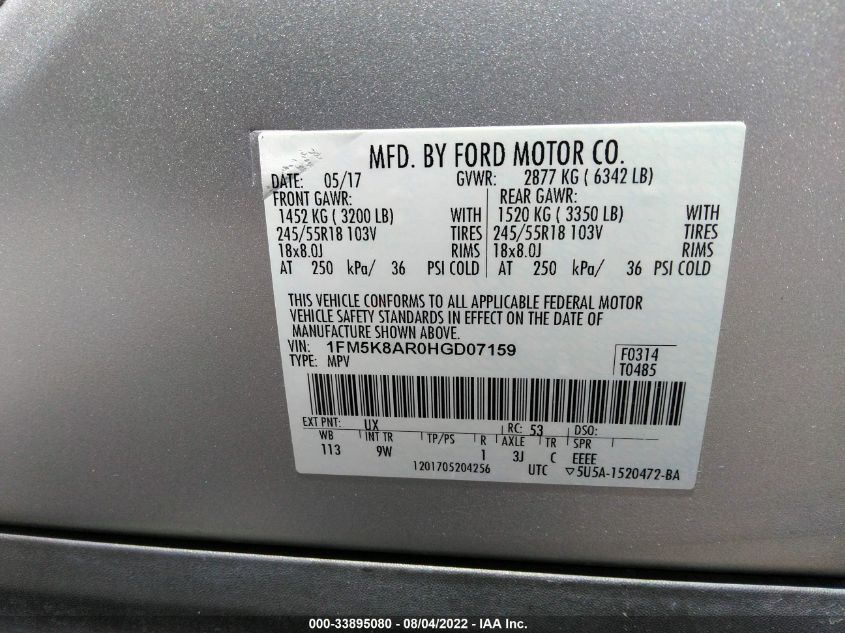 MFD. BY FORD MOTOR CO.
DATE: 05/17 GVWR: 2877 KG ( 6342 LB)
FRONT GAWR: REAR GAWR:
1452 KG ( 3200 LB) WITH 1520 KG ( 3350 LB) WITH
245/55R18 103V TIRES 245/55R18 103V TIRES
18x8.0J RIMS 18x8.0J RIMS
AT 250 kPa/ 36 PSI COLD AT 250 kPa/ 36 PSI COLD
THIS VEHICLE CONFORMS TO ALL APPLICABLE FEDERAL MOTOR
VEHICLE SAFETY STANDARDS IN EFFECT ON THE DATE OF
MANUFACTURE SHOWN ABOVE.
VIN: 1FM5K8AR0HGD07159 F0314
TYPE: MPV T0485
EXT PNT: UX RC: 53 DSO:
WB INT TR TP/PS R AXLE TR SPR
113 9W 1 3J C EEEE
1201705204256 UTC ▽5U5A-1520472-BA
000-33895080 - 08/04/2022 - IAA Inc.